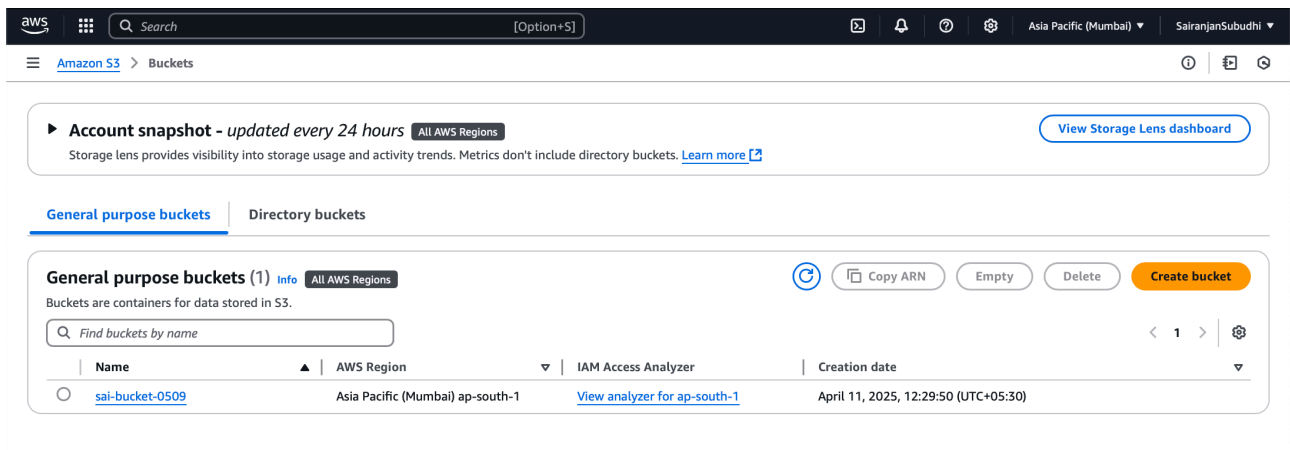 aws Search [Option+S] Asia Pacific (Mumbai) SairanjanSubudhi
Amazon S3 > Buckets
Account snapshot - updated every 24 hours All AWS Regions View Storage Lens dashboard
Storage lens provides visibility into storage usage and activity trends. Metrics don't include directory buckets. Learn more
General purpose buckets Directory buckets
General purpose buckets (1) Info All AWS Regions Copy ARN Empty Delete Create bucket
Buckets are containers for data stored in S3.
Find buckets by name < 1 >
Name AWS Region IAM Access Analyzer Creation date
sai-bucket-0509 Asia Pacific (Mumbai) ap-south-1 View analyzer for ap-south-1 April 11, 2025, 12:29:50 (UTC+05:30)